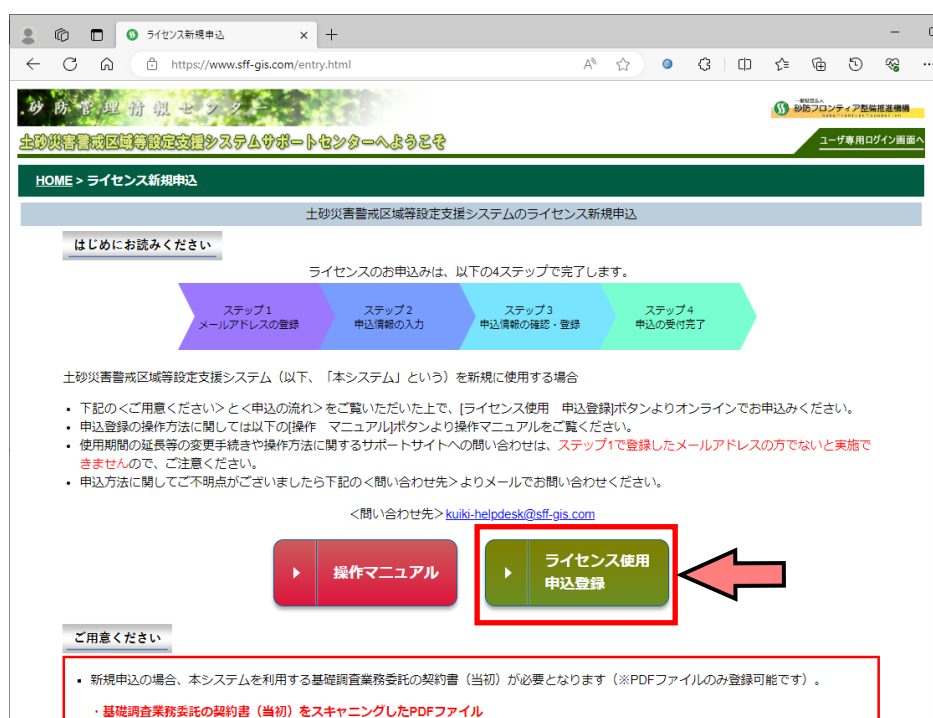 ライセンス新規申込
https://www.sff-gis.com/entry.html
砂防管理情報センター
一般財団法人
砂防フロンティア整備推進機構
Sabo Frontier Foundation
土砂災害警戒区域等設定支援システムサポートセンターへようこそ
ユーザ専用ログイン画面へ
HOME > ライセンス新規申込
土砂災害警戒区域等設定支援システムのライセンス新規申込
はじめにお読みください
ライセンスのお申込みは、以下の4ステップで完了します。
ステップ1
メールアドレスの登録
ステップ2
申込情報の入力
ステップ3
申込情報の確認・登録
ステップ4
申込の受付完了
土砂災害警戒区域等設定支援システム（以下、「本システム」という）を新規に使用する場合
• 下記の<ご用意ください>と<申込の流れ>をご覧いただいた上で、[ライセンス使用　申込登録]ボタンよりオンラインでお申込みください。
• 申込登録の操作方法に関しては以下の[操作　マニュアル]ボタンよりマニュアルをご覧ください。
• 使用期間の延長等の変更手続きや操作方法に関するサポートサイトへの問い合わせは、ステップ1で登録したメールアドレスの方でないと実施で
きませんので、ご注意ください。
• 申込方法に関してご不明点がございましたら下記の<問い合わせ先>よりメールでお問い合わせください。
<問い合わせ先>kuiki-helpdesk@sff-gis.com
操作マニュアル
ライセンス使用
申込登録
ご用意ください
• 新規申込の場合、本システムを利用する基礎調査業務委託の契約書（当初）が必要となります（※PDFファイルのみ登録可能です）.
・基礎調査業務委託の契約書（当初）をスキャニングしたPDFファイル